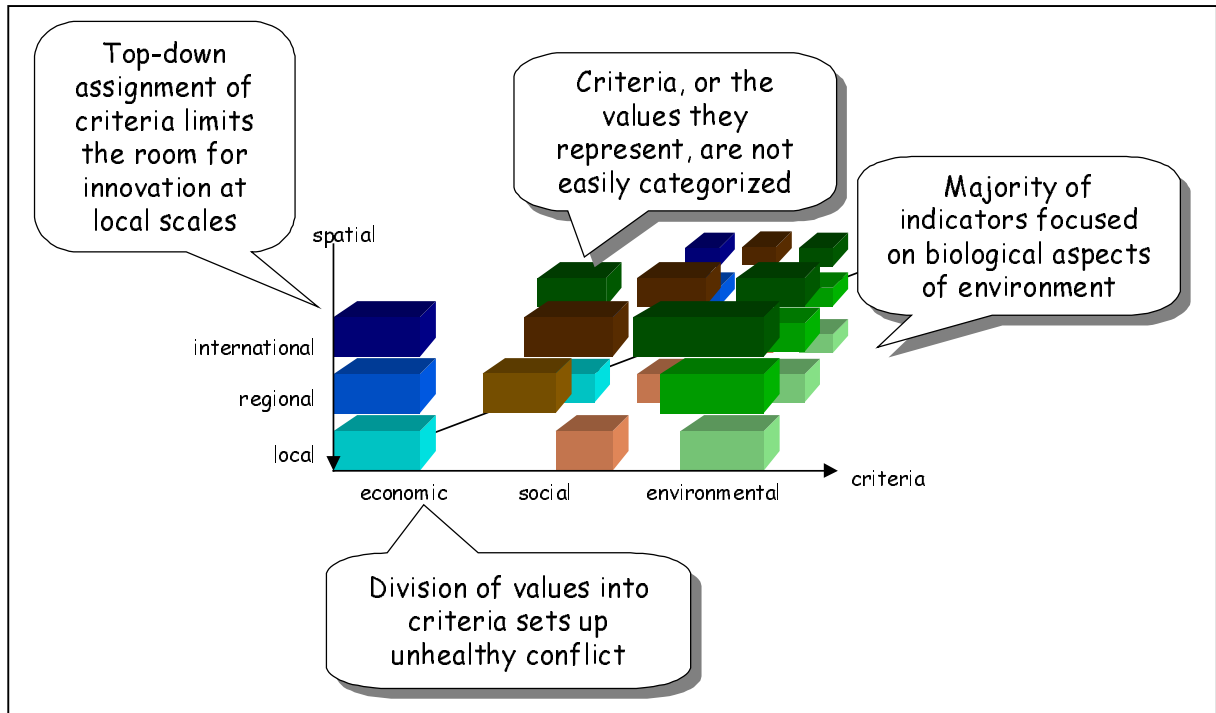 Top-down
assignment of
criteria limits
the room for
innovation at
local scales
Criteria, or the
values they
represent, are not
easily categorized
Majority of
indicators focused
on biological aspects
of environment
spatial
international
regional
local
economic
social
environmental
criteria
Division of values into
criteria sets up
unhealthy conflict